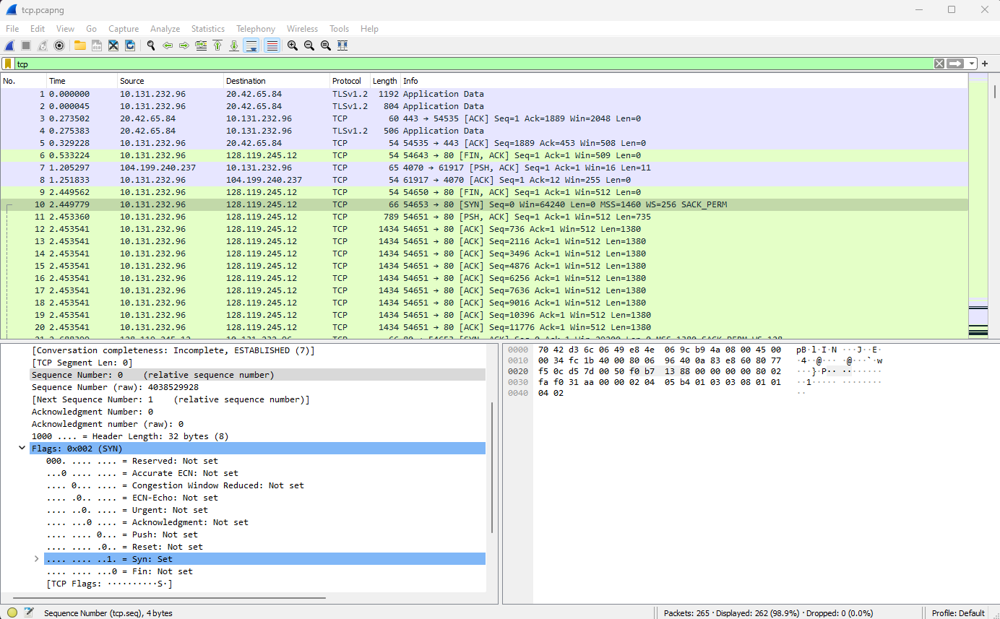 tcp.pcapng
File Edit View Go Capture Analyze Statistics Telephony Wireless Tools Help
tcp
No. Time Source Destination Protocol Length Info
1 0.000000 10.131.232.96 20.42.65.84 TLSv1.2 1192 Application Data
2 0.000045 10.131.232.96 20.42.65.84 TLSv1.2 804 Application Data
3 0.273502 20.42.65.84 10.131.232.96 TCP 60 443 → 54535 [ACK] Seq=1 Ack=1889 Win=2048 Len=0
4 0.275383 20.42.65.84 10.131.232.96 TLSv1.2 506 Application Data
5 0.329228 10.131.232.96 20.42.65.84 TCP 54 54535 → 443 [ACK] Seq=1889 Ack=453 Win=508 Len=0
6 0.533224 10.131.232.96 128.119.245.12 TCP 54 54643 → 80 [FIN, ACK] Seq=1 Ack=1 Win=509 Len=0
7 1.205297 104.199.240.237 10.131.232.96 TCP 65 4070 → 61917 [PSH, ACK] Seq=1 Ack=1 Win=16 Len=11
8 1.251833 10.131.232.96 104.199.240.237 TCP 54 61917 → 4070 [ACK] Seq=1 Ack=12 Win=255 Len=0
9 2.449562 10.131.232.96 128.119.245.12 TCP 54 54650 → 80 [FIN, ACK] Seq=1 Ack=1 Win=512 Len=0
10 2.449779 10.131.232.96 128.119.245.12 TCP 66 54653 → 80 [SYN] Seq=0 Win=64240 Len=0 MSS=1460 WS=256 SACK_PERM
11 2.453360 10.131.232.96 128.119.245.12 TCP 789 54651 → 80 [PSH, ACK] Seq=1 Ack=1 Win=512 Len=735
12 2.453541 10.131.232.96 128.119.245.12 TCP 1434 54651 → 80 [ACK] Seq=736 Ack=1 Win=512 Len=1380
13 2.453541 10.131.232.96 128.119.245.12 TCP 1434 54651 → 80 [ACK] Seq=2116 Ack=1 Win=512 Len=1380
14 2.453541 10.131.232.96 128.119.245.12 TCP 1434 54651 → 80 [ACK] Seq=3496 Ack=1 Win=512 Len=1380
15 2.453541 10.131.232.96 128.119.245.12 TCP 1434 54651 → 80 [ACK] Seq=4876 Ack=1 Win=512 Len=1380
16 2.453541 10.131.232.96 128.119.245.12 TCP 1434 54651 → 80 [ACK] Seq=6256 Ack=1 Win=512 Len=1380
17 2.453541 10.131.232.96 128.119.245.12 TCP 1434 54651 → 80 [ACK] Seq=7636 Ack=1 Win=512 Len=1380
18 2.453541 10.131.232.96 128.119.245.12 TCP 1434 54651 → 80 [ACK] Seq=9016 Ack=1 Win=512 Len=1380
19 2.453541 10.131.232.96 128.119.245.12 TCP 1434 54651 → 80 [ACK] Seq=10396 Ack=1 Win=512 Len=1380
20 2.453541 10.131.232.96 128.119.245.12 TCP 1434 54651 → 80 [ACK] Seq=11776 Ack=1 Win=512 Len=1380
[Conversation completeness: Incomplete, ESTABLISHED (7)]
[TCP Segment Len: 0]
Sequence Number: 0 (relative sequence number)
Sequence Number (raw): 4038529928
[Next Sequence Number: 1 (relative sequence number)]
Acknowledgment Number: 0
Acknowledgment number (raw): 0
1000 .... = Header Length: 32 bytes (8)
Flags: 0x002 (SYN)
000. .... .... = Reserved: Not set
...0 .... .... = Accurate ECN: Not set
.... 0... .... = Congestion Window Reduced: Not set
.... .0.. .... = ECN-Echo: Not set
.... ..0. .... = Urgent: Not set
.... ...0 .... = Acknowledgment: Not set
.... .... 0... = Push: Not set
.... .... .0.. = Reset: Not set
.... .... ..1. = Syn: Set
.... .... ...0 = Fin: Not set
[TCP Flags: ··········S·]
0000 70 42 d3 6c 06 49 e8 4e 06 9c b9 4a 08 00 45 00 pB·l·I·N ···J··E·
0010 00 34 fc 1b 40 00 80 06 96 40 0a 83 e8 60 80 77 ·4··@··· ·@···`·w
0020 f5 0c d5 7d 00 50 f0 b7 13 88 00 00 00 00 80 02 ···}·P·· ········
0030 fa f0 31 aa 00 00 02 04 05 b4 01 03 03 08 01 01 ··1····· ········
0040 04 02 ··
Sequence Number (tcp.seq), 4 bytes
Packets: 265 · Displayed: 262 (98.9%) · Dropped: 0 (0.0%)
Profile: Default